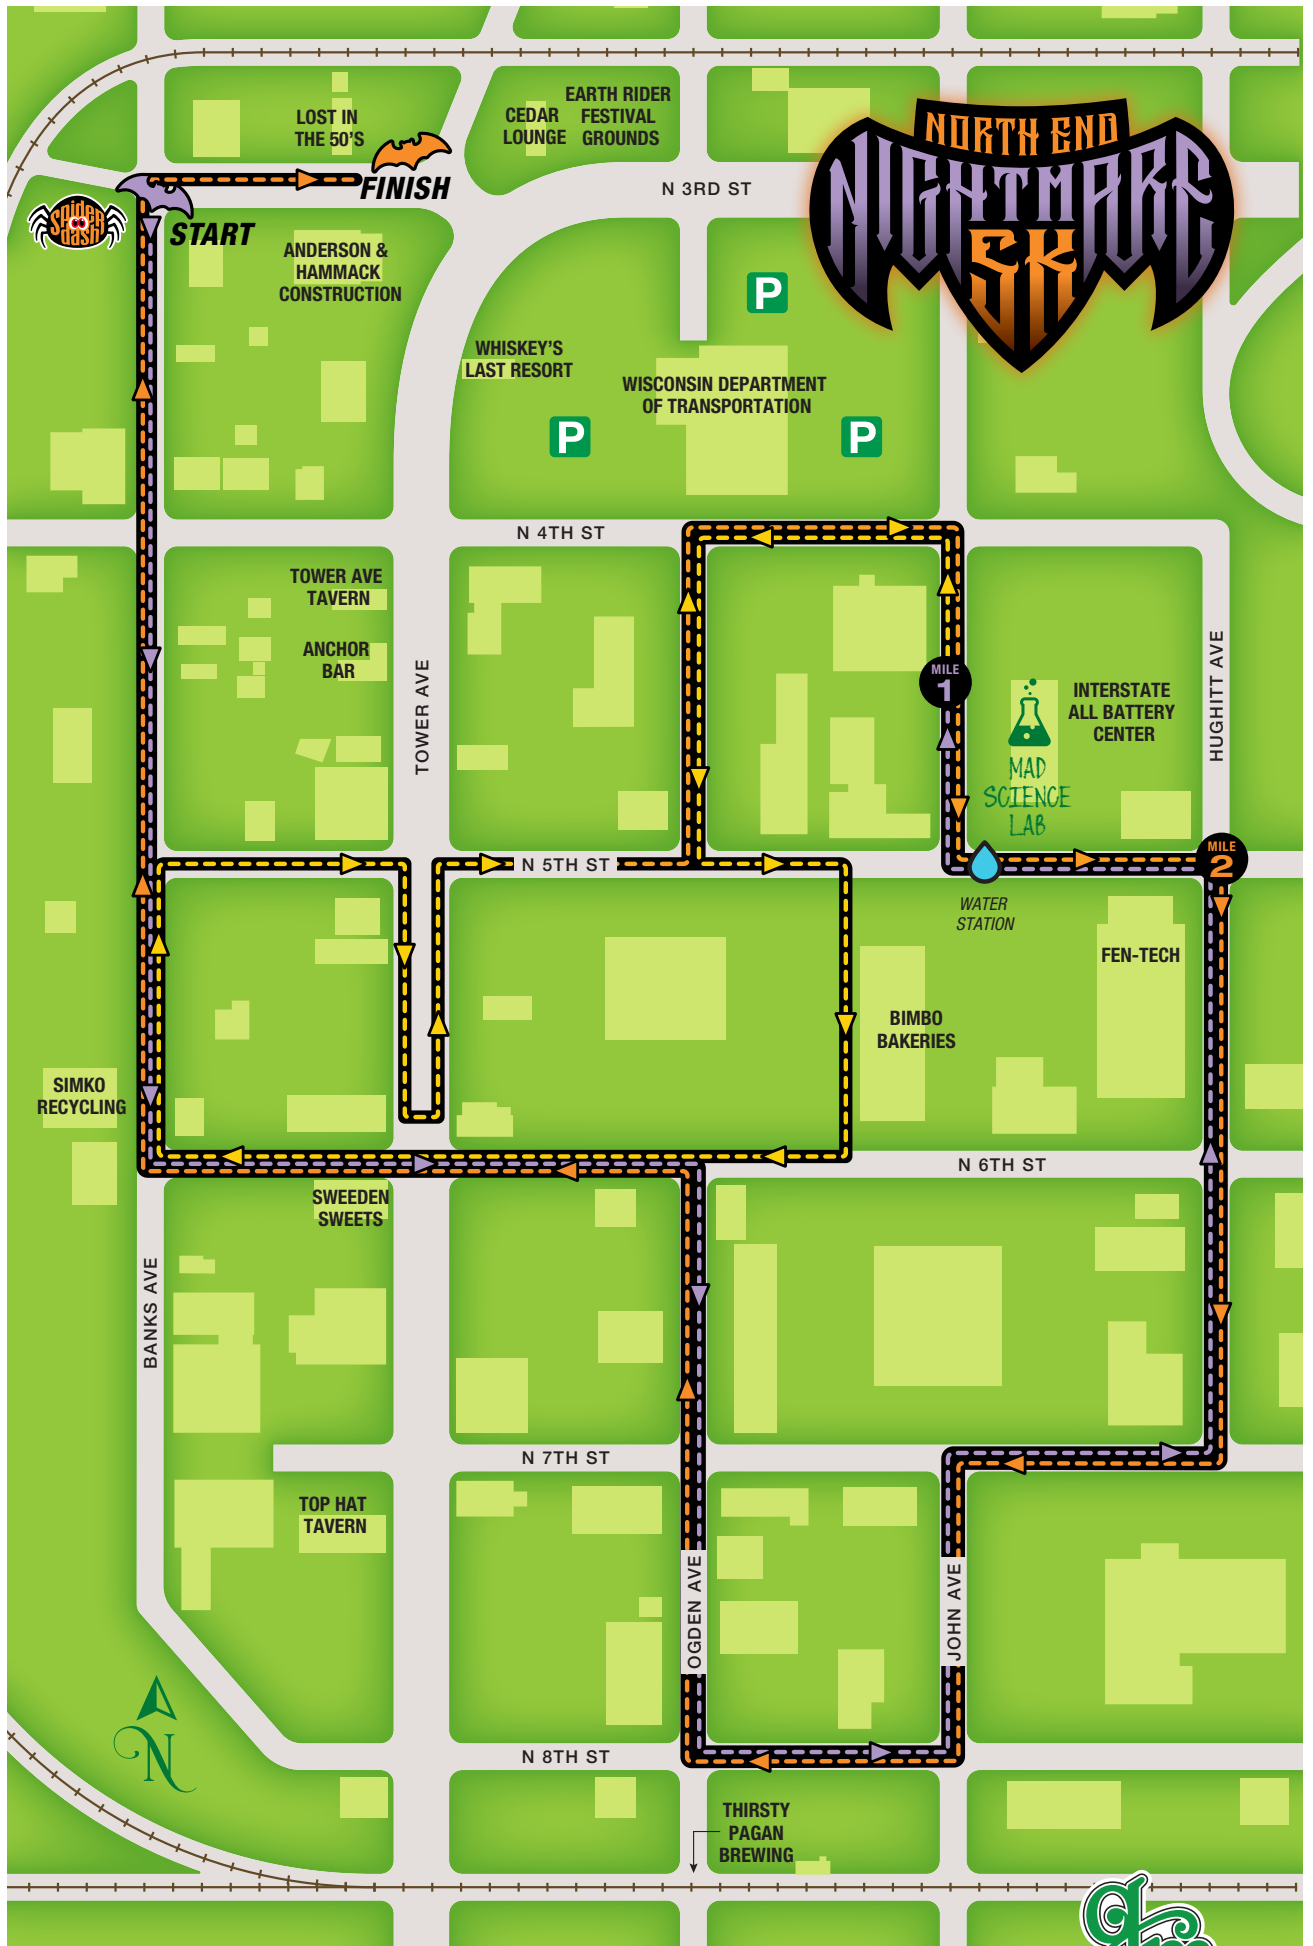 LOST IN
THE 50'S
CEDAR
LOUNGE
EARTH RIDER
FESTIVAL
GROUNDS
NORTH END
NIGHTMARE
5K
N 3RD ST
FINISH
Spider
dash
START
ANDERSON &
HAMMACK
CONSTRUCTION
P
WHISKEY'S
LAST RESORT
WISCONSIN DEPARTMENT
OF TRANSPORTATION
P
P
N 4TH ST
TOWER AVE
TAVERN
ANCHOR
BAR
TOWER AVE
MILE
1
INTERSTATE
ALL BATTERY
CENTER
MAD
SCIENCE
LAB
HUGHITT AVE
N 5TH ST
MILE
2
WATER
STATION
FEN-TECH
BIMBO
BAKERIES
SIMKO
RECYCLING
N 6TH ST
SWEEDEN
SWEETS
BANKS AVE
N 7TH ST
TOP HAT
TAVERN
OGDEN AVE
JOHN AVE
N
N 8TH ST
THIRSTY
PAGAN
BREWING